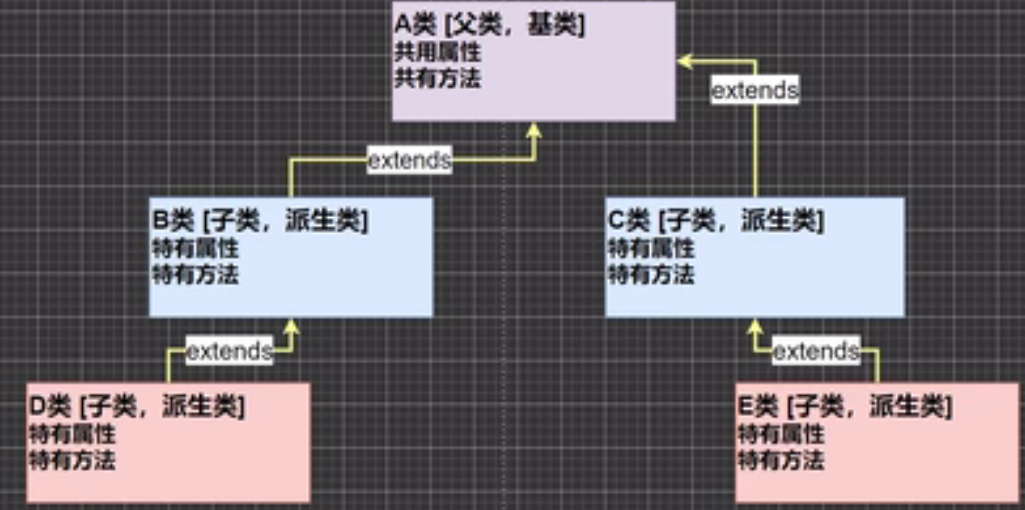 A类 [父类，基类]
共用属性
共有方法
extends
extends
B类 [子类，派生类]
特有属性
特有方法
C类 [子类，派生类]
特有属性
特有方法
extends
extends
D类 [子类，派生类]
特有属性
特有方法
E类 [子类，派生类]
特有属性
特有方法